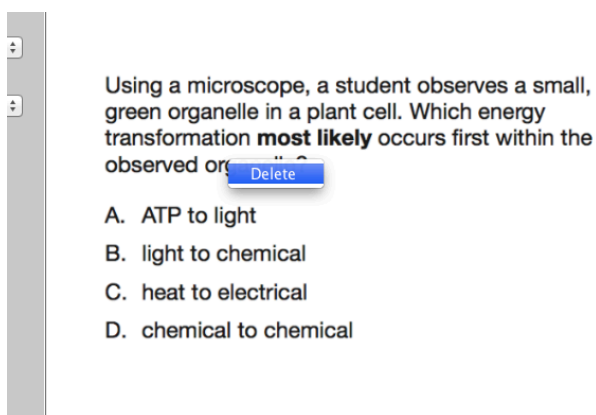 Using a microscope, a student observes a small,
green organelle in a plant cell. Which energy
transformation most likely occurs first within the
observed
Delete
A. ATP to light
B. light to chemical
C. heat to electrical
D. chemical to chemical